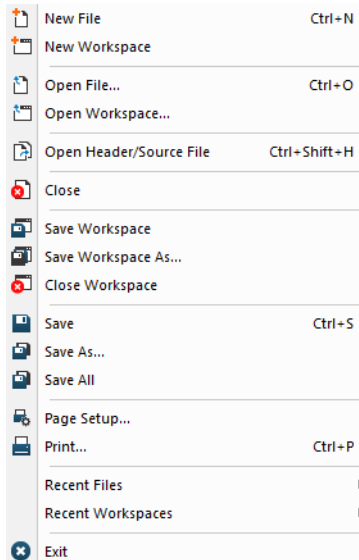 New File Ctrl+N
New Workspace
Open File... Ctrl+O
Open Workspace...
Open Header/Source File Ctrl+Shift+H
Close
Save Workspace
Save Workspace As...
Close Workspace
Save Ctrl+S
Save As...
Save All
Page Setup...
Print... Ctrl+P
Recent Files
Recent Workspaces
Exit